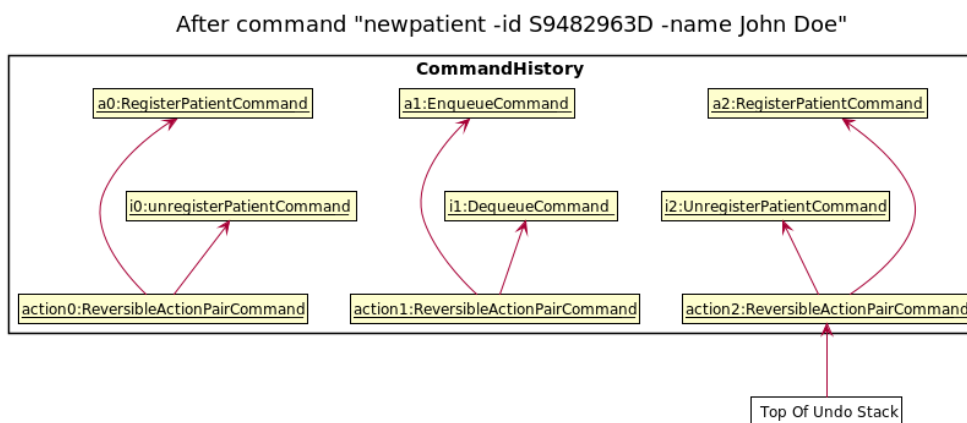 After command "newpatient -id S9482963D -name John Doe"
CommandHistory
a0:RegisterPatientCommand
a1:EnqueueCommand
a2:RegisterPatientCommand
i0:unregisterPatientCommand
i1:DequeueCommand
i2:UnregisterPatientCommand
action0:ReversibleActionPairCommand
action1:ReversibleActionPairCommand
action2:ReversibleActionPairCommand
Top Of Undo Stack